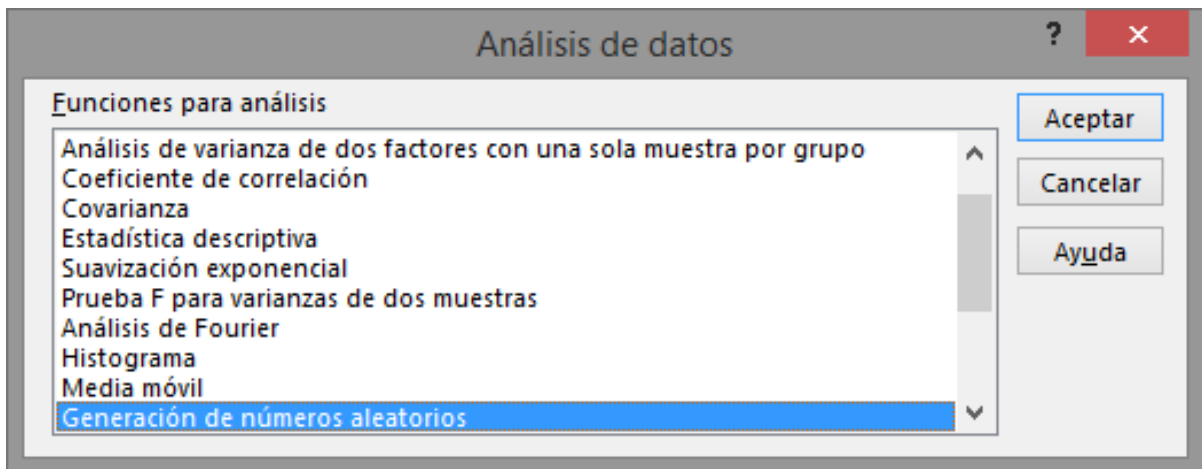 Análisis de datos
?
×
Funciones para análisis
Análisis de varianza de dos factores con una sola muestra por grupo
Coeficiente de correlación
Covarianza
Estadística descriptiva
Suavización exponencial
Prueba F para varianzas de dos muestras
Análisis de Fourier
Histograma
Media móvil
Generación de números aleatorios
Aceptar
Cancelar
Ayuda